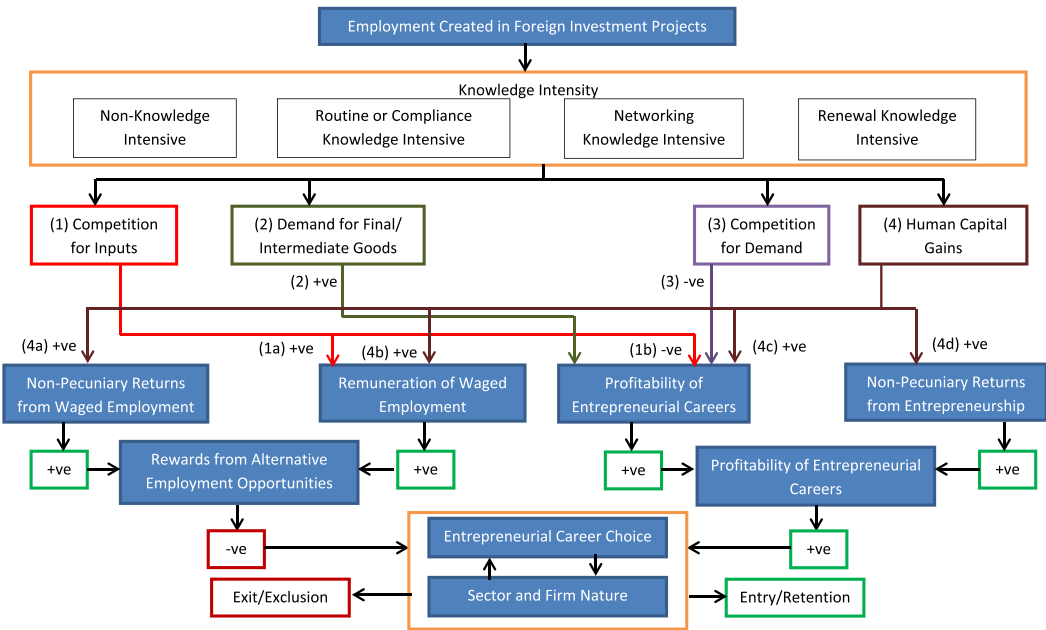 Employment Created in Foreign Investment Projects
Knowledge Intensity
Non-Knowledge
Intensive
Routine or Compliance
Knowledge Intensive
Networking
Knowledge Intensive
Renewal Knowledge
Intensive
(1) Competition
for Inputs
(2) Demand for Final/
Intermediate Goods
(3) Competition
for Demand
(4) Human Capital
Gains
(2) +ve
(3) -ve
(4a) +ve
(1a) +ve
(4b) +ve
(1b) -ve
(4c) +ve
(4d) +ve
Non-Pecuniary Returns
from Waged Employment
Remuneration of Waged
Employment
Profitability of
Entrepreneurial Careers
Non-Pecuniary Returns
from Entrepreneurship
+ve
Rewards from Alternative
Employment Opportunities
+ve
+ve
Profitability of Entrepreneurial
Careers
+ve
-ve
Entrepreneurial Career Choice
+ve
Exit/Exclusion
Sector and Firm Nature
Entry/Retention